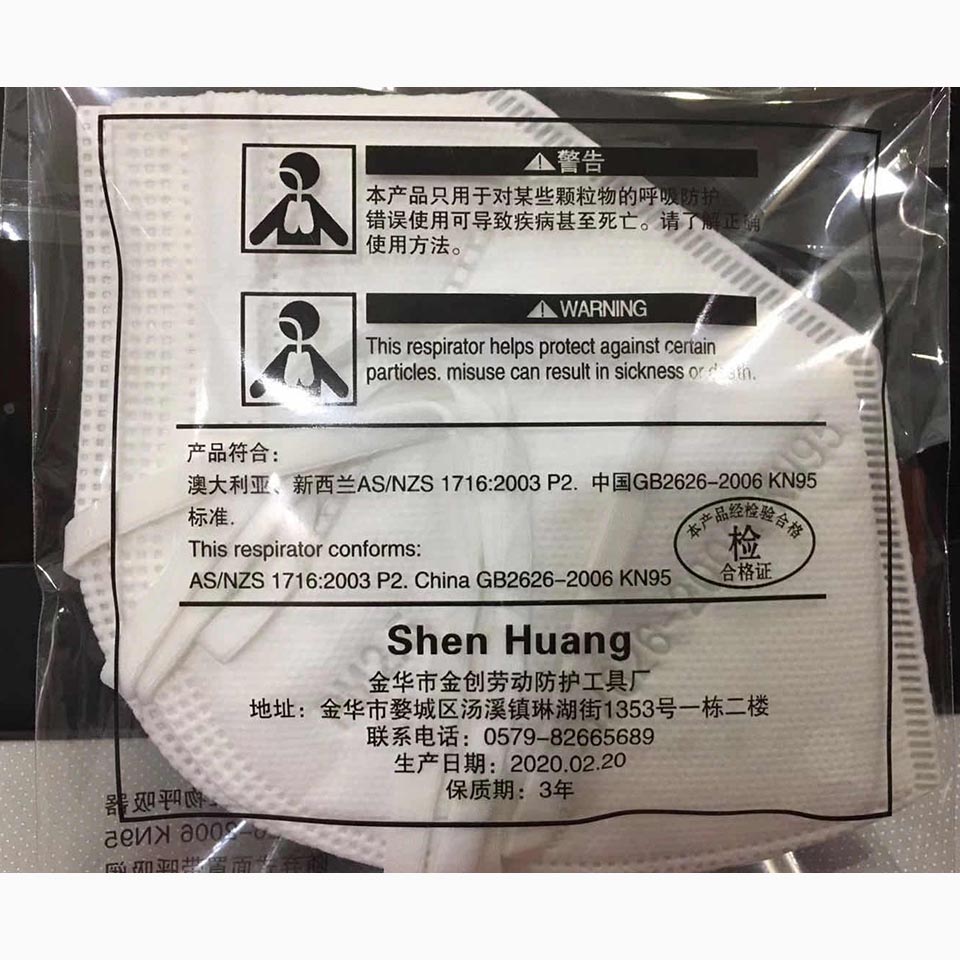 警告
本产品只用于对某些颗粒物的呼吸防护
错误使用可导致疾病甚至死亡。请了解正确
使用方法。
WARNING
This respirator helps protect against certain
particles. misuse can result in sickness or death.
产品符合：
澳大利亚、新西兰AS/NZS 1716:2003 P2. 中国GB2626-2006 KN95
标准.
This respirator conforms:
AS/NZS 1716:2003 P2. China GB2626-2006 KN95
本产品经检验合格
检
合格证
Shen Huang
金华市金创劳动防护工具厂
地址：金华市婺城区汤溪镇琳湖街1353号一栋二楼
联系电话：0579-82665689
生产日期：2020.02.20
保质期：3年
物呼吸器
-2006 KN95